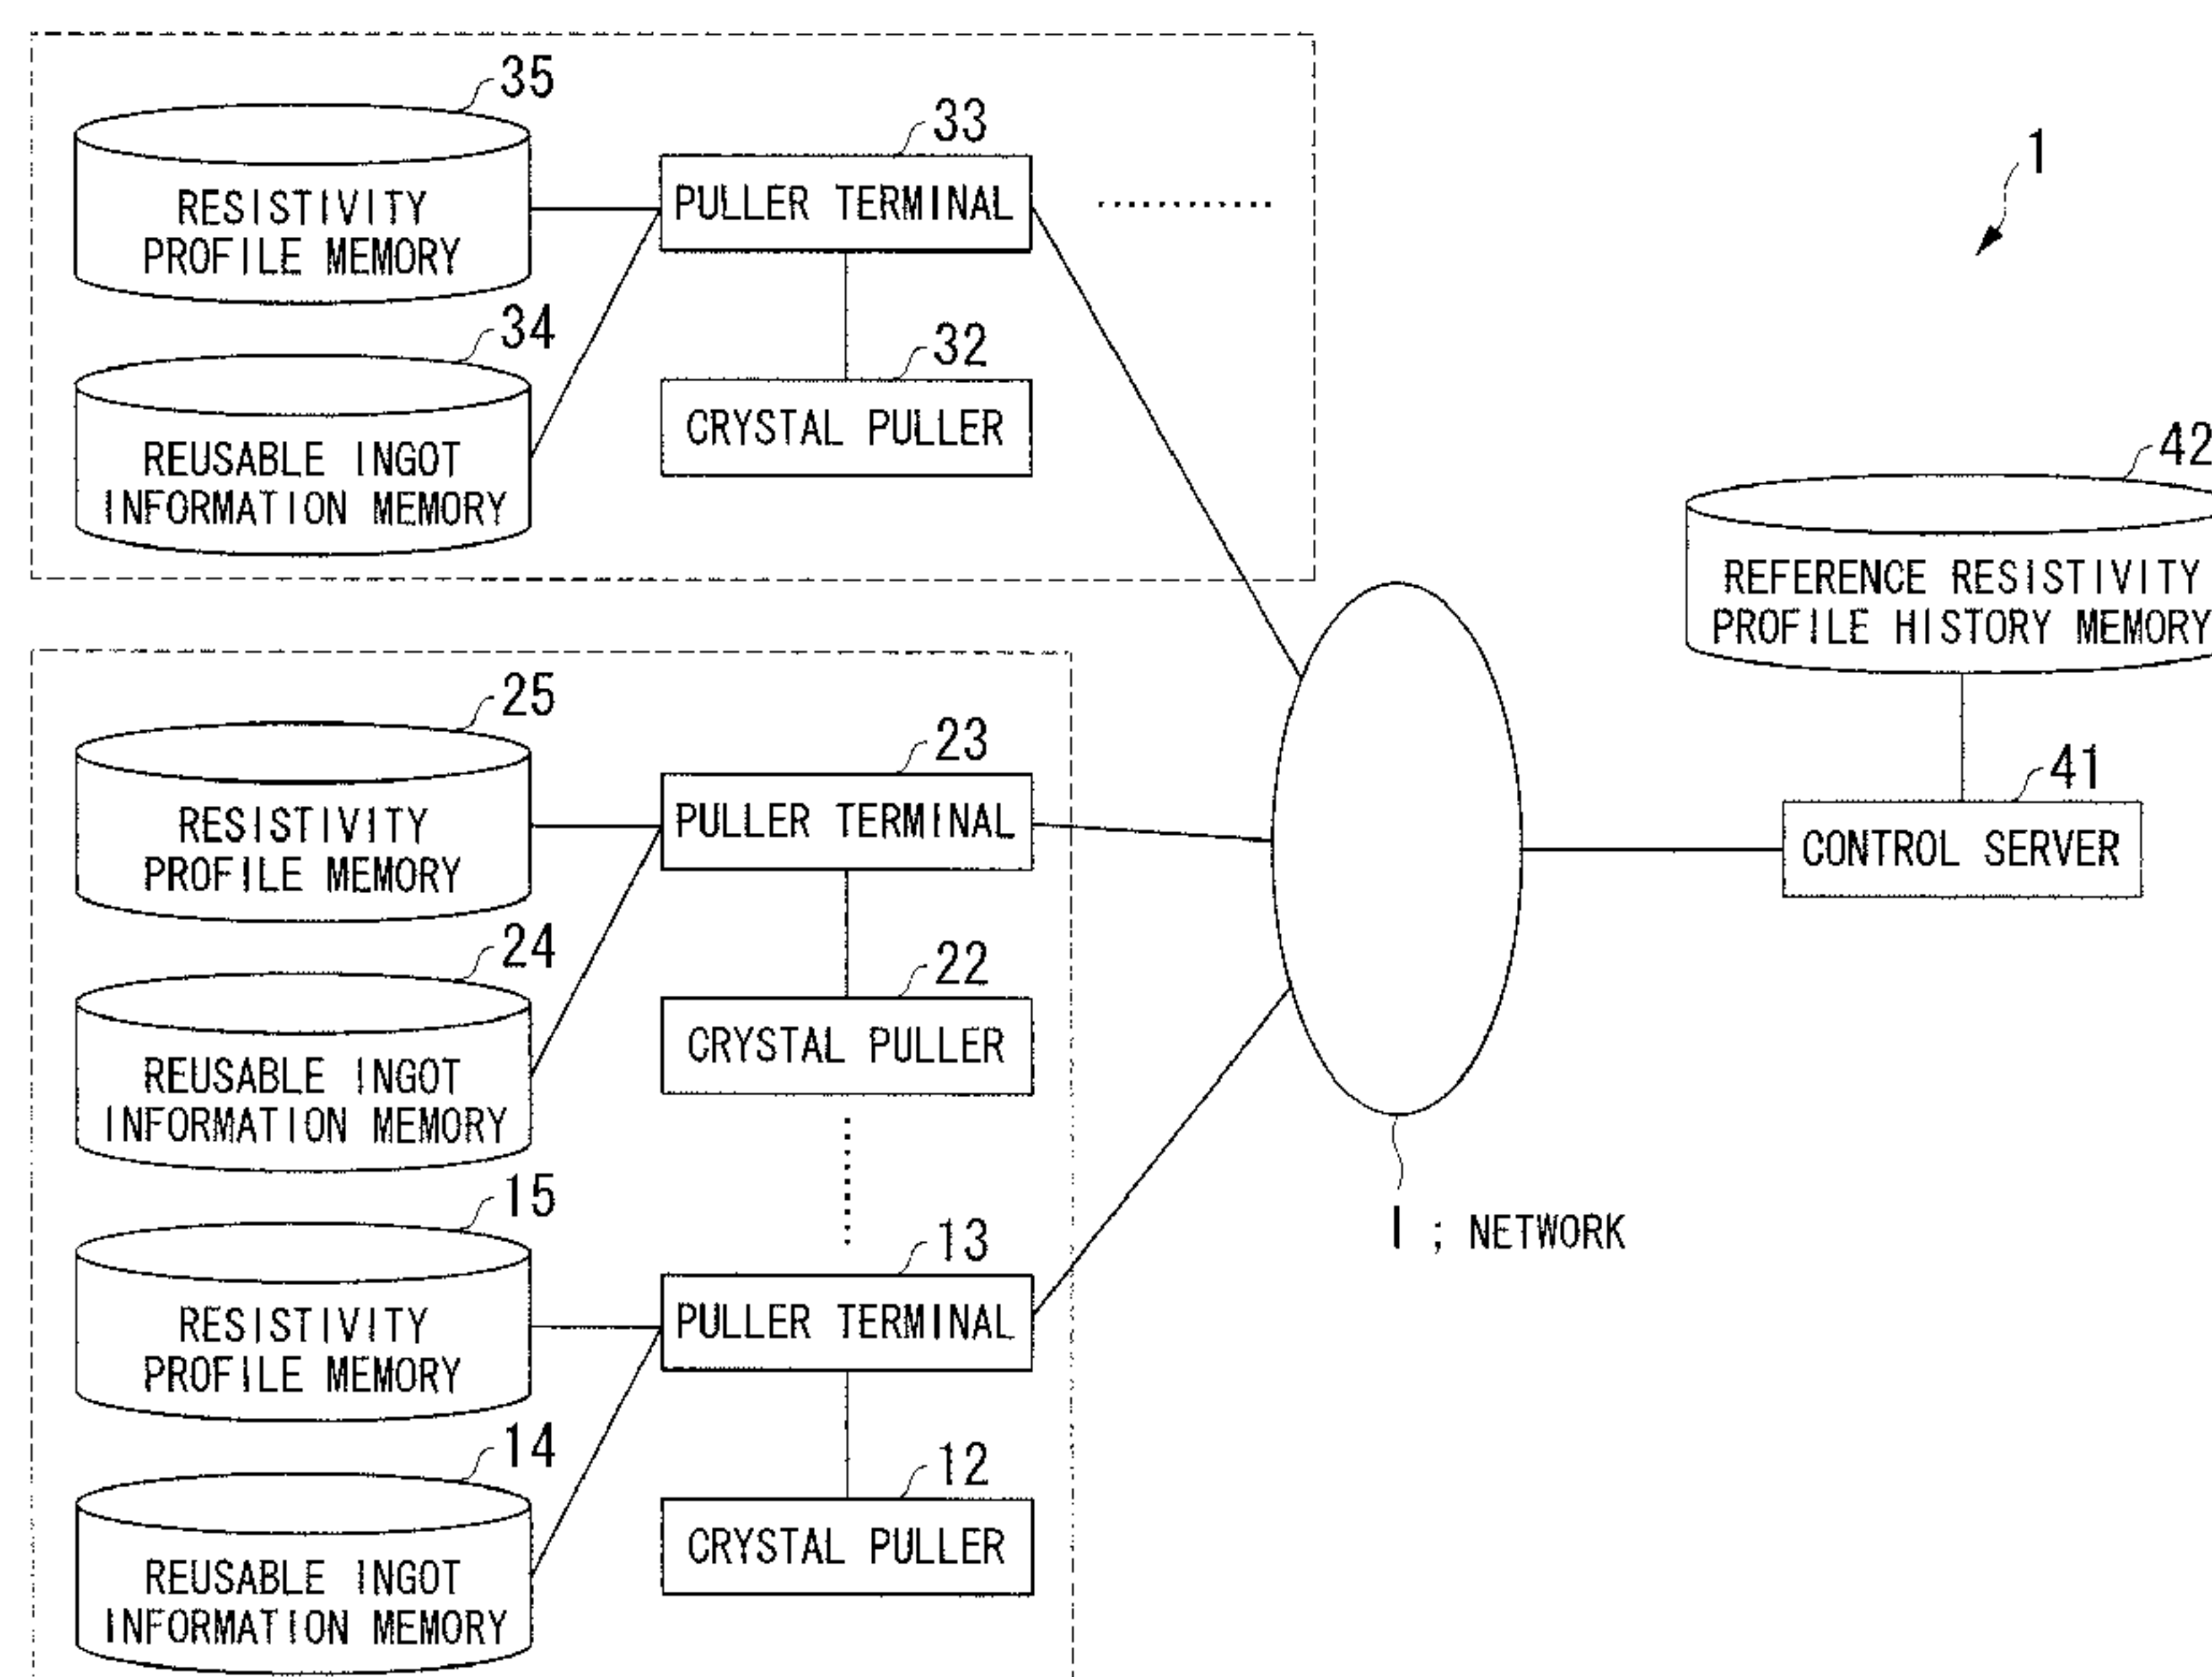 35
RESISTIVITY
PROFILE MEMORY
33
PULLER TERMINAL
34
REUSABLE INGOT
INFORMATION MEMORY
32
CRYSTAL PULLER
1
42
REFERENCE RESISTIVITY
PROFILE HISTORY MEMORY
25
RESISTIVITY
PROFILE MEMORY
23
PULLER TERMINAL
41
CONTROL SERVER
24
REUSABLE INGOT
INFORMATION MEMORY
22
CRYSTAL PULLER
15
RESISTIVITY
PROFILE MEMORY
13
PULLER TERMINAL
I ; NETWORK
14
REUSABLE INGOT
INFORMATION MEMORY
12
CRYSTAL PULLER